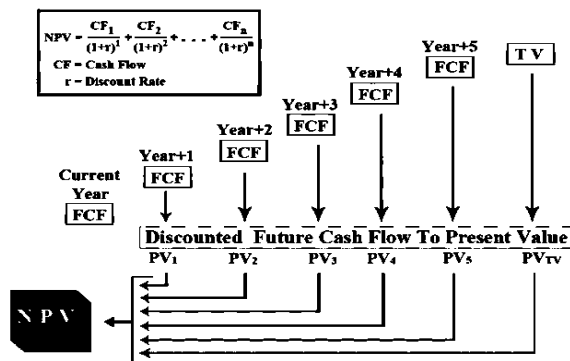 NPV = CF1/(1+r)^1 + CF2/(1+r)^2 + . . . + CFn/(1+r)^n
CF = Cash Flow
r = Discount Rate
Year+5
FCF
T V
Year+4
FCF
Year+3
FCF
Year+2
FCF
Year+1
FCF
Current
Year
FCF
Discounted Future Cash Flow To Present Value
PV1 PV2 PV3 PV4 PV5 PVTV
N P V